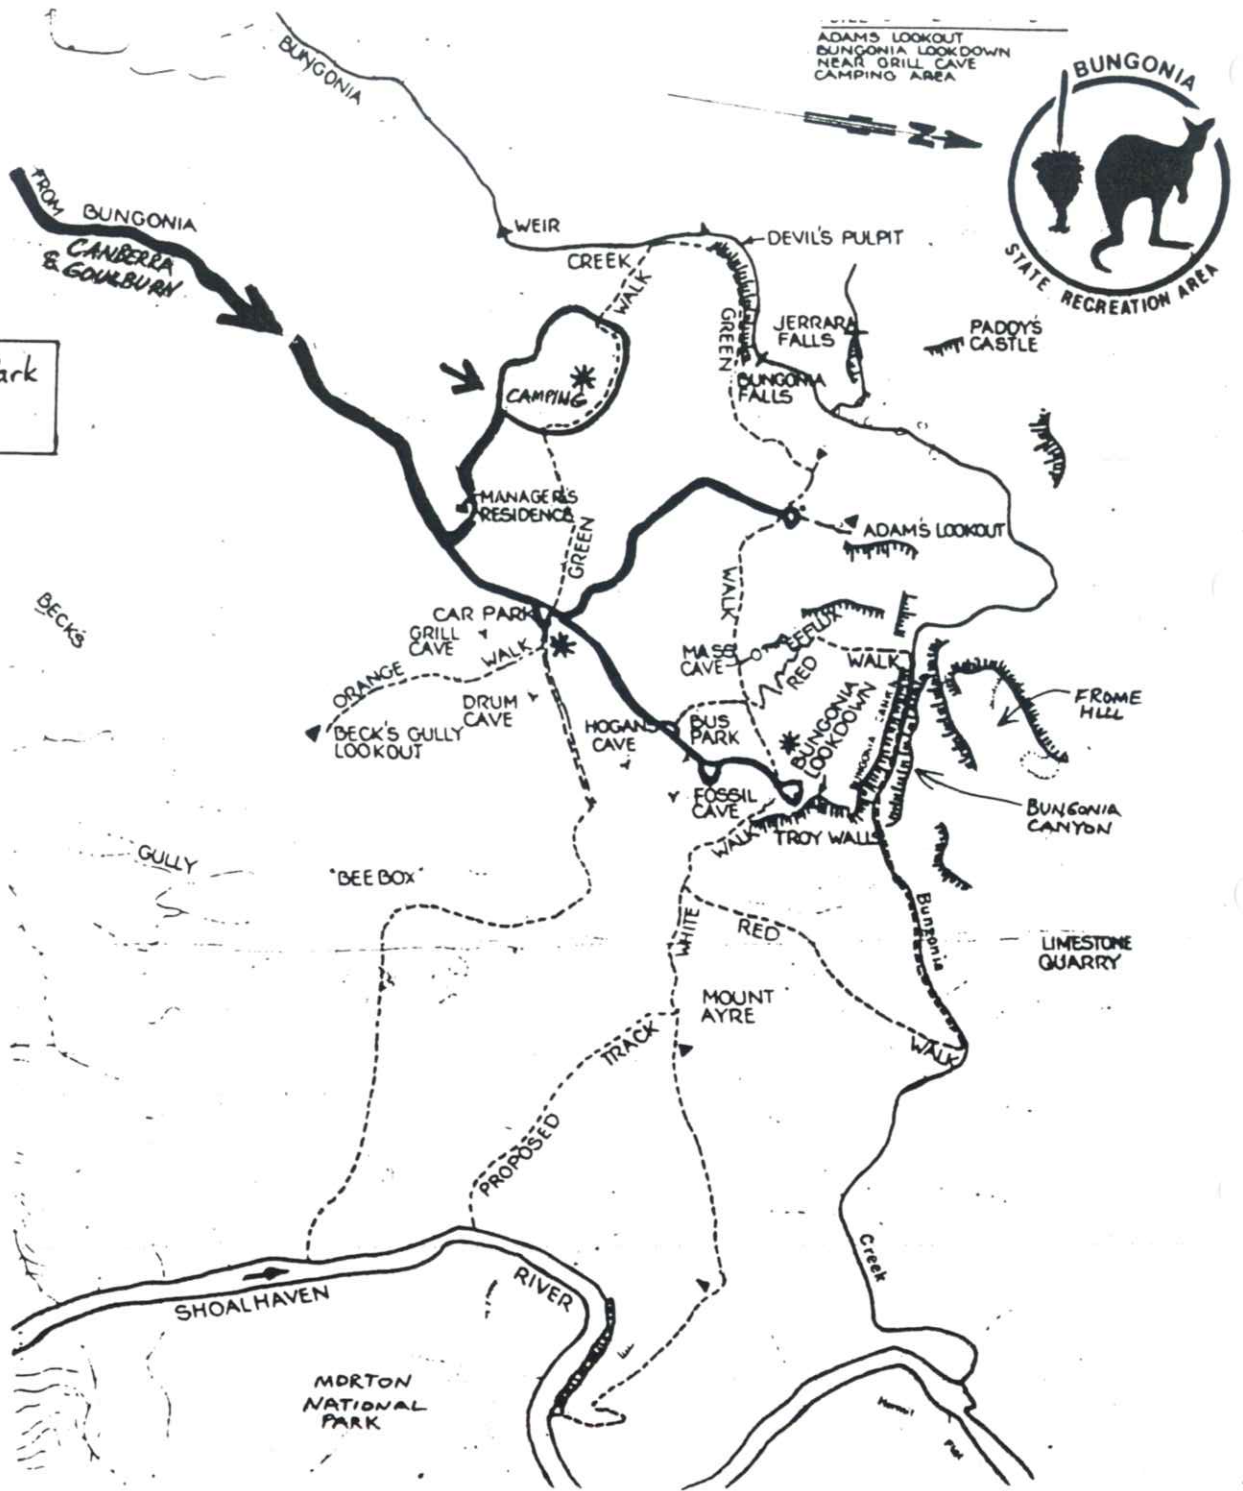 ADAMS LOOKOUT
BUNGONIA LOOKDOWN
NEAR GRILL CAVE
CAMPING AREA
N
BUNGONIA
STATE RECREATION AREA
BUNGONIA
FROM
BUNGONIA
CANBERRA
& GOULBURN
WEIR
CREEK
WALK
DEVIL'S PULPIT
GREEN
JERRARA
FALLS
PADDY'S
CASTLE
ark
CAMPING
BUNGONIA
FALLS
MANAGER'S
RESIDENCE
GREEN
ADAM'S LOOKOUT
WALK
BECK'S
CAR PARK
GRILL
CAVE
WALK
ORANGE
DRUM
CAVE
BECK'S GULLY
LOOKOUT
MASS
CAVE
EFFLUX
RED
WALK
HOGANS
CAVE
BUS
PARK
BUNGONIA
LOOKDOWN
FROME
HILL
FOSSIL
CAVE
TROY WALLS
BUNGONIA
CANYON
WALK
GULLY
"BEE BOX"
WHITE
RED
Bungonia
LIMESTONE
QUARRY
MOUNT
AYRE
WALK
TRACK
PROPOSED
Creek
SHOALHAVEN
RIVER
MORTON
NATIONAL
PARK